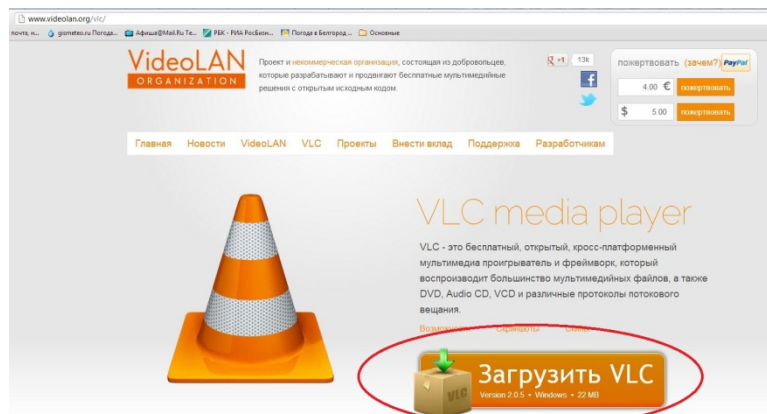 www.videolan.org/vlc/
почта, н... gismeteo.ru Погода... Афиша@Mail.Ru Те... РБК - РИА РосБизн... Погода в Белгород... Основные
VideoLAN
ORGANIZATION
Проект и некоммерческая организация, состоящая из добровольцев,
которые разрабатывают и продвигают бесплатные мультимедийные
решения с открытым исходным кодом.
+1 13k
пожертвовать (зачем?) PayPal
4.00 € пожертвовать
$ 5.00 пожертвовать
Главная Новости VideoLAN VLC Проекты Внести вклад Поддержка Разработчикам
VLC media player
VLC - это бесплатный, открытый, кросс-платформенный
мультимедиа проигрыватель и фреймворк, который
воспроизводит большинство мультимедийных файлов, а также
DVD, Audio CD, VCD и различные протоколы потокового
вещания.
Скриншоты Скины
Загрузить VLC
Version 2.0.5 • Windows • 22 MB
VLC